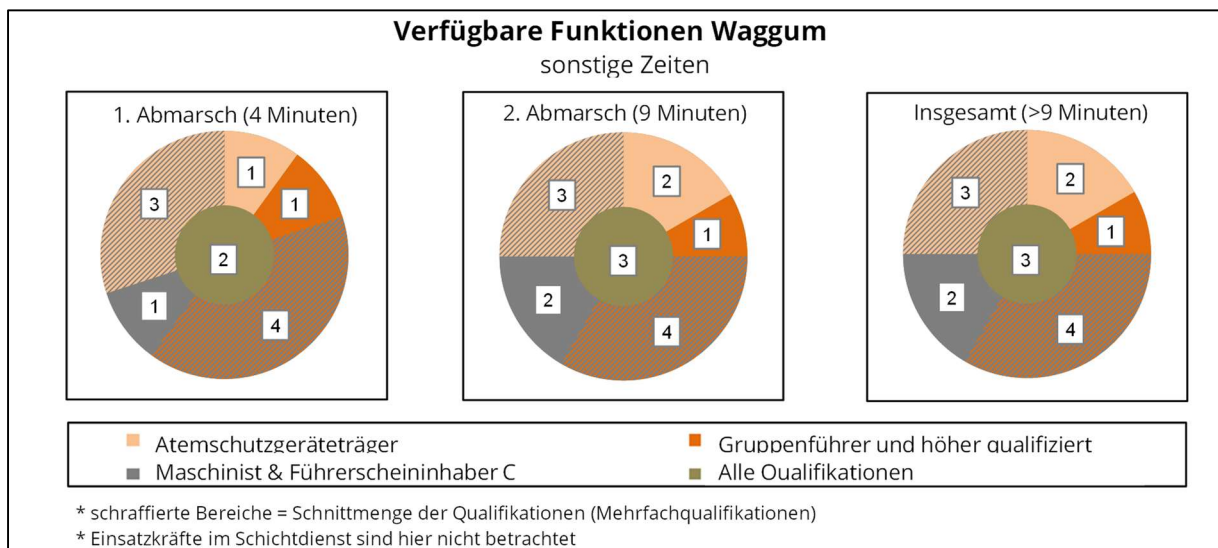 Verfügbare Funktionen Waggum
sonstige Zeiten
1. Abmarsch (4 Minuten)
1
1
3
2
1
4
2. Abmarsch (9 Minuten)
2
3
1
3
2
4
Insgesamt (>9 Minuten)
2
3
1
3
2
4
Atemschutzgeräteträger
Gruppenführer und höher qualifiziert
Maschinist & Führerscheininhaber C
Alle Qualifikationen
* schraffierte Bereiche = Schnittmenge der Qualifikationen (Mehrfachqualifikationen)
* Einsatzkräfte im Schichtdienst sind hier nicht betrachtet